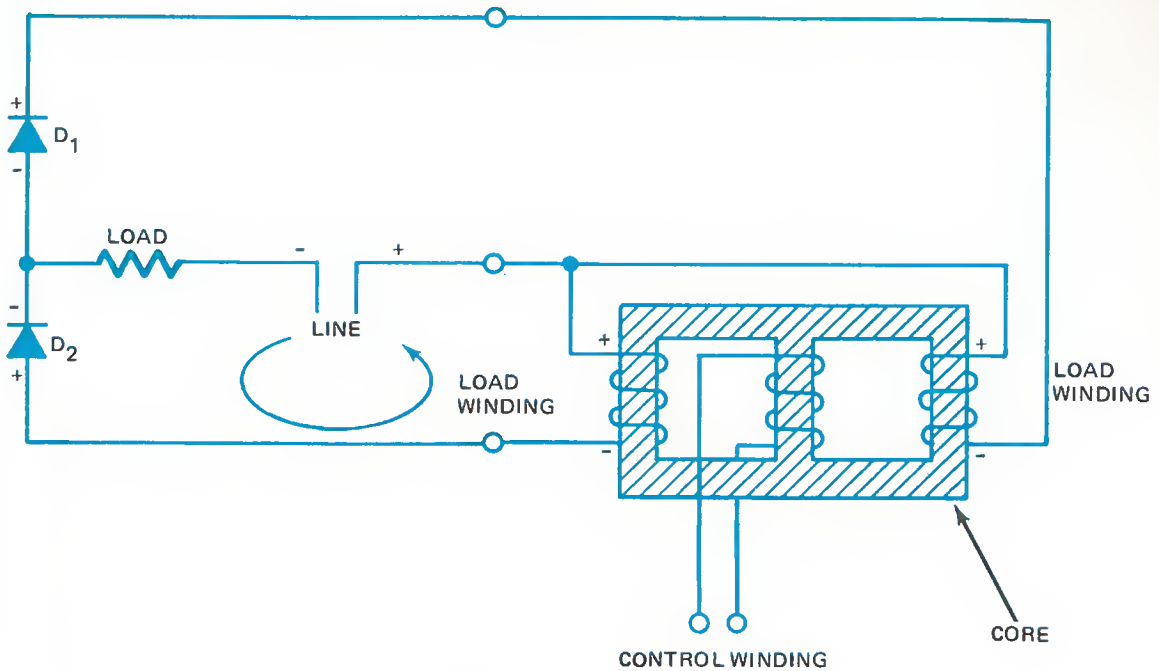 +
D1
-
LOAD
-
+
-
D2
+
LINE
LOAD
WINDING
+
-
+
-
LOAD
WINDING
CONTROL WINDING
CORE